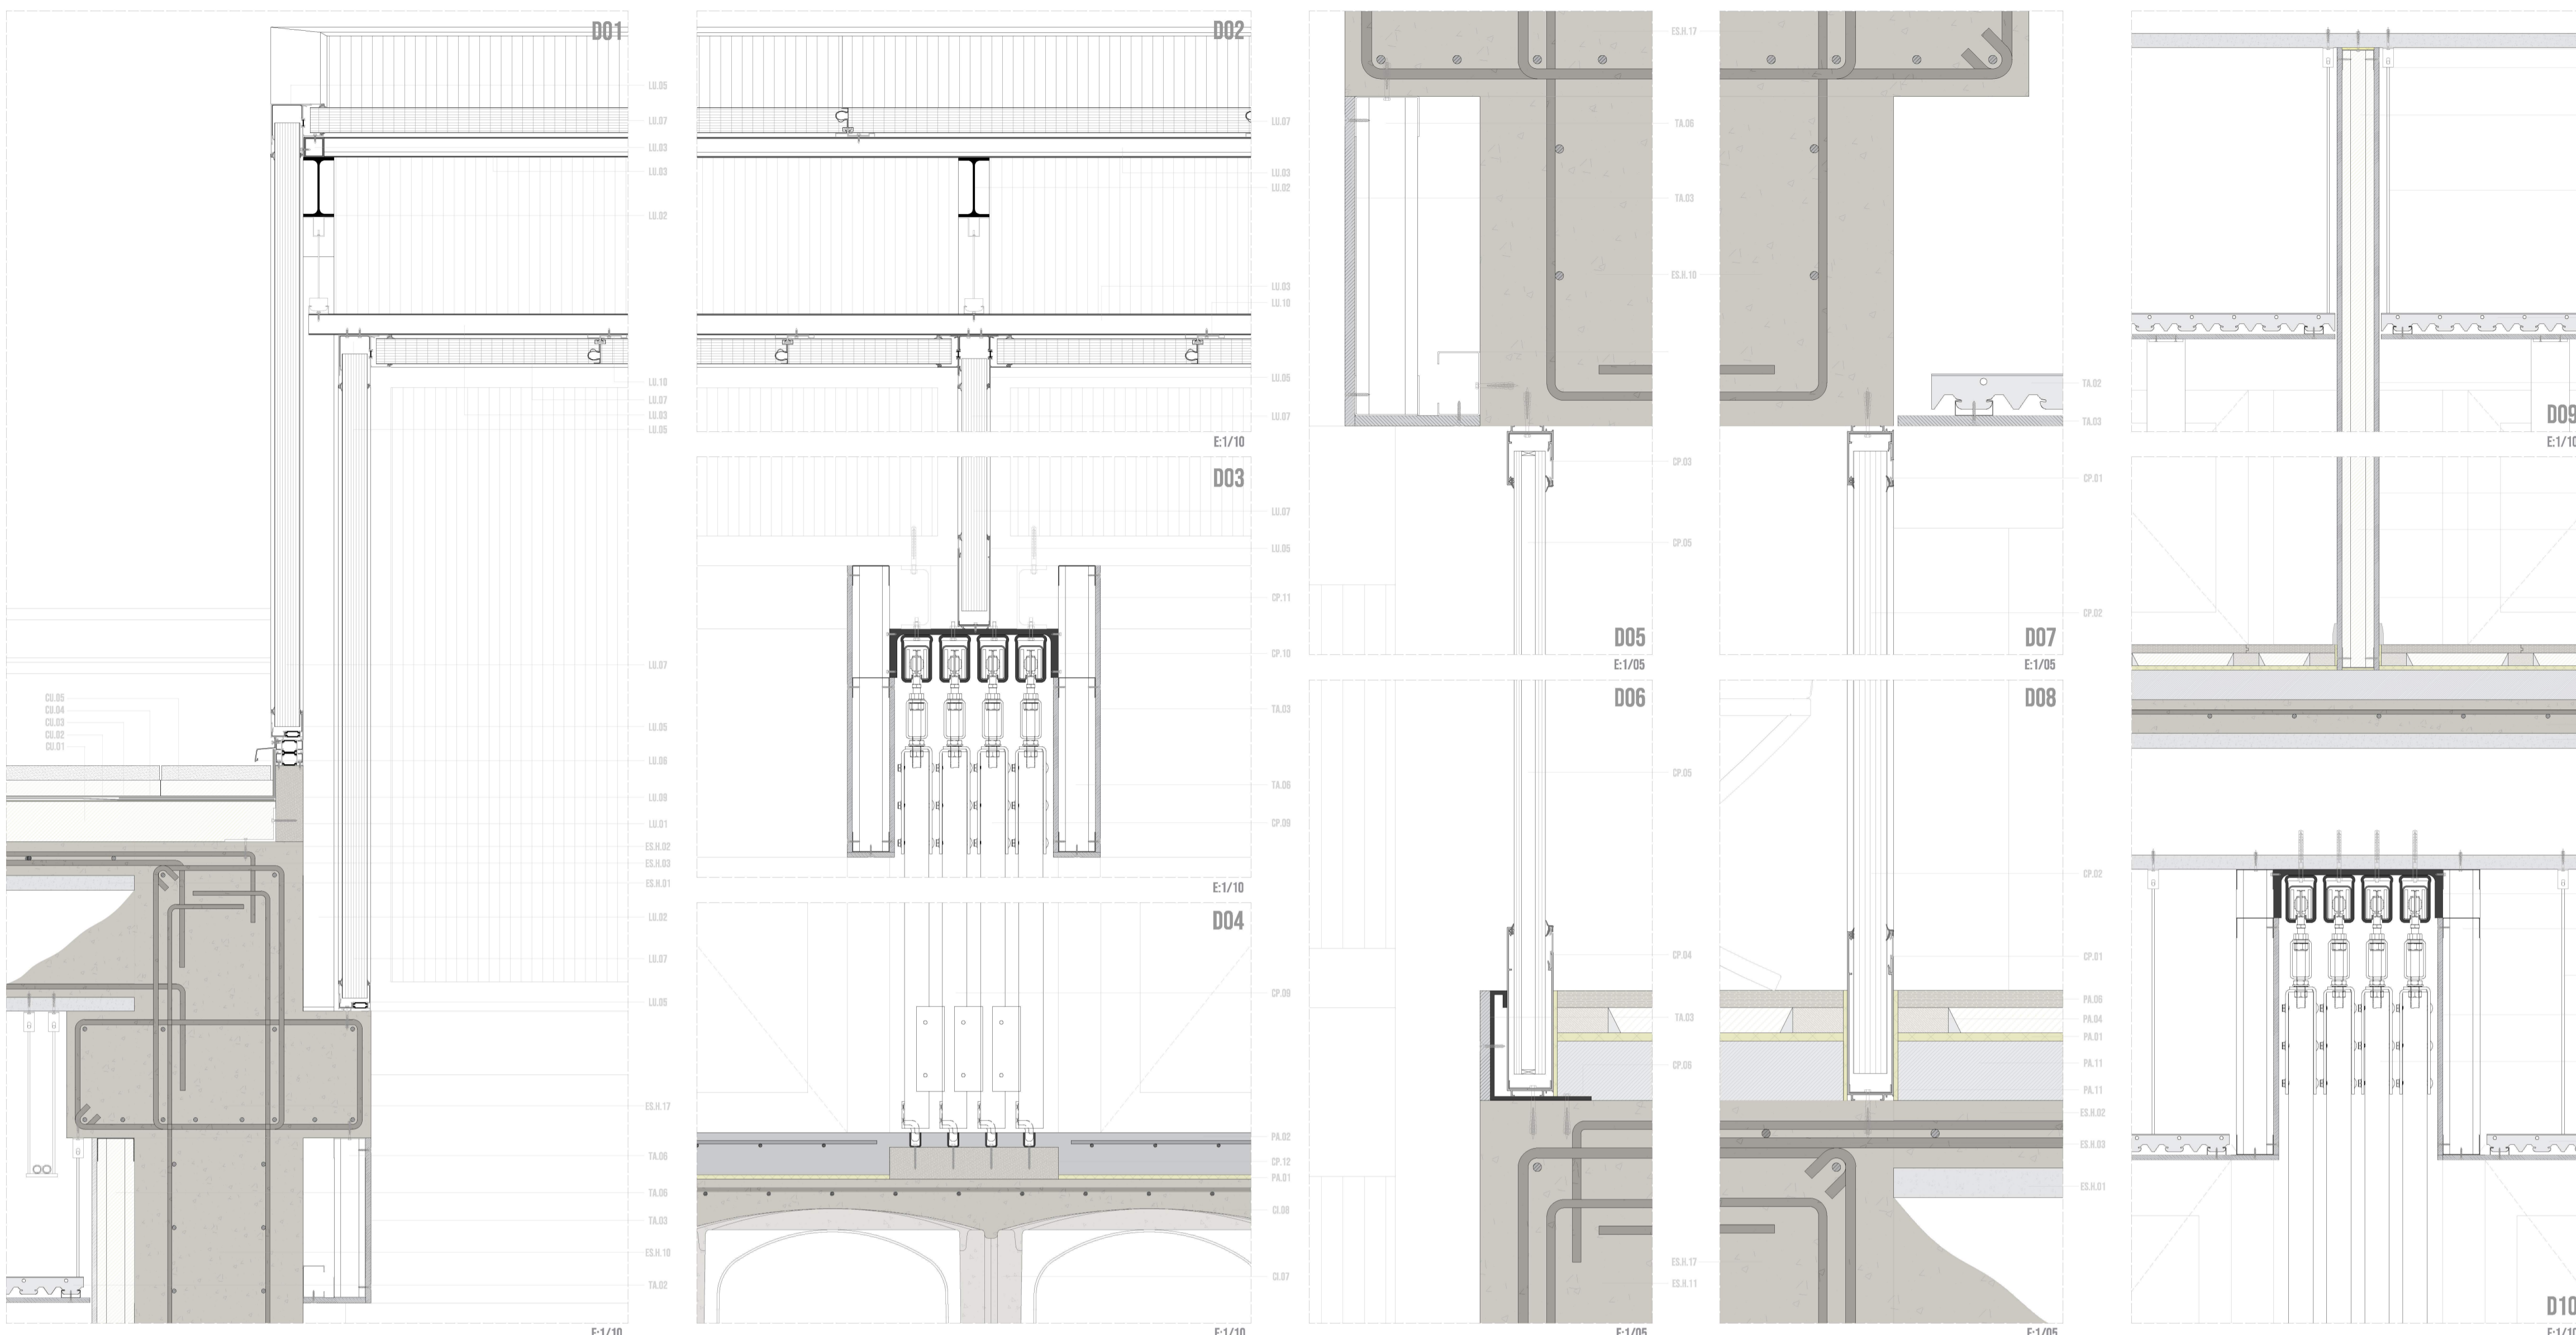 D01
LU.05
LU.07
LU.03
LU.03
LU.02
LU.10
LU.07
LU.03
LU.05
LU.07
CU.05
CU.04
CU.03
CU.02
CU.01
LU.05
LU.08
LU.09
LU.01
ES.H.02
ES.H.03
ES.H.01
LU.02
LU.07
LU.05
ES.H.17
TA.06
TA.06
TA.03
ES.H.10
TA.02
E:1/10
D02
LU.07
LU.03
LU.02
LU.03
LU.10
LU.05
LU.07
E:1/10
D03
LU.07
LU.05
CP.11
CP.10
TA.03
TA.06
CP.09
E:1/10
D04
CP.09
PA.02
CP.12
PA.01
CI.08
CI.07
E:1/10
ES.H.17
TA.06
TA.03
ES.H.10
CP.03
CP.05
D05
E:1/05
D06
CP.05
CP.04
TA.03
CP.06
ES.H.17
ES.H.11
E:1/05
TA.02
TA.03
CP.01
CP.02
D07
E:1/05
D08
CP.02
CP.01
PA.06
PA.04
PA.01
PA.11
PA.11
ES.H.02
ES.H.03
ES.H.01
E:1/05
D09
E:1/10
D10
E:1/10